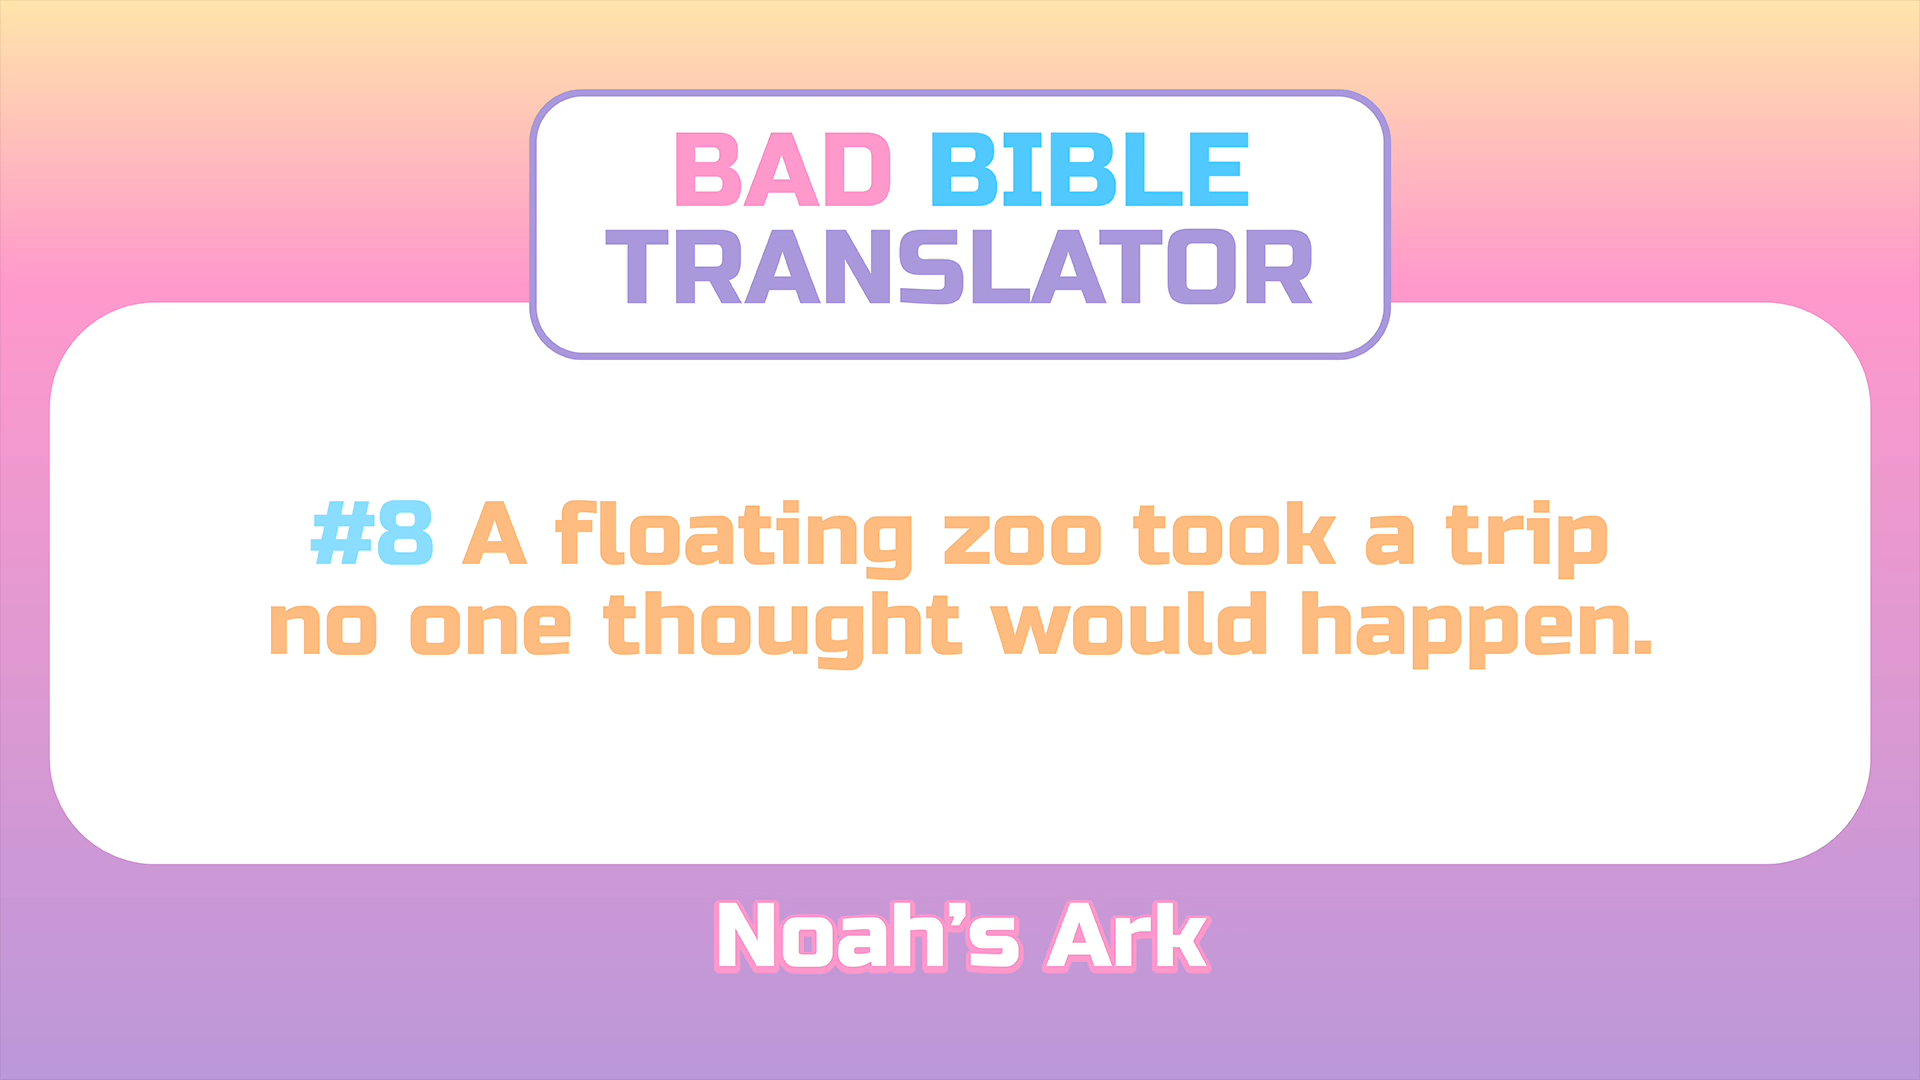 BAD BIBLE
TRANSLATOR
#8 A floating zoo took a trip
no one thought would happen.
Noah’s Ark